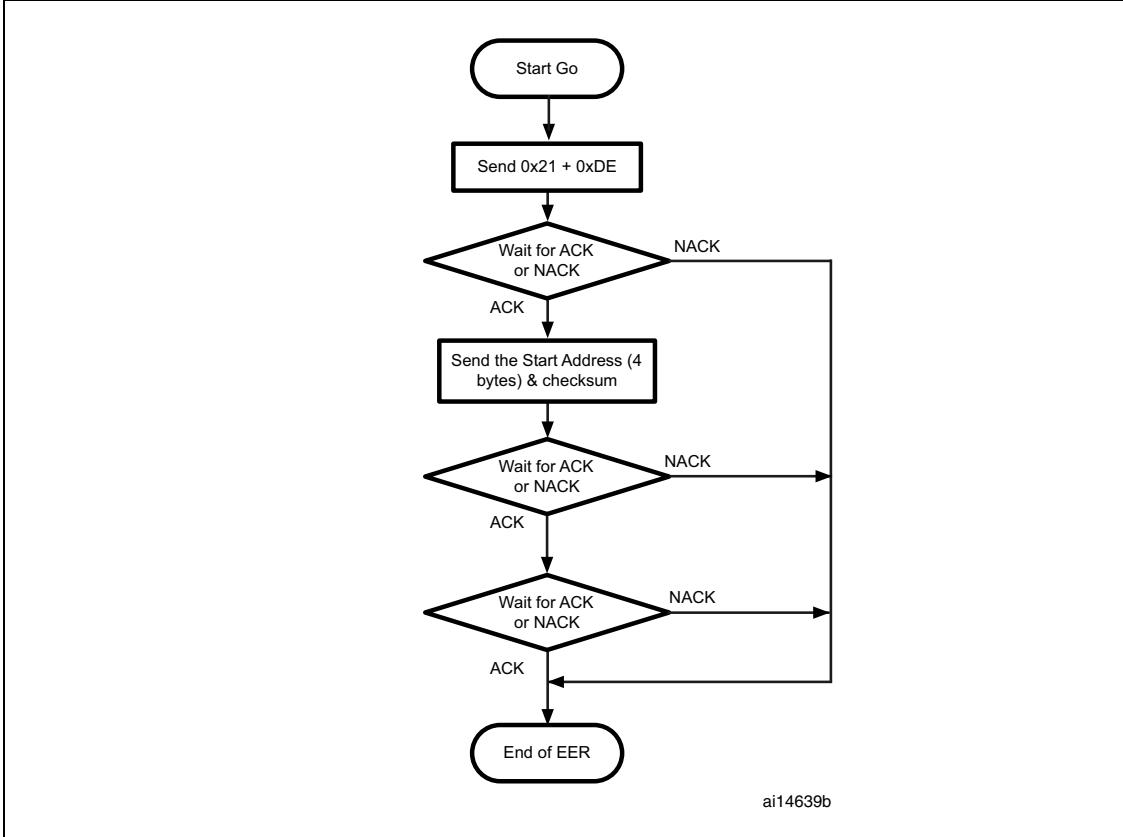 Start Go
Send 0x21 + 0xDE
Wait for ACK
or NACK
NACK
ACK
Send the Start Address (4
bytes) & checksum
Wait for ACK
or NACK
NACK
ACK
Wait for ACK
or NACK
NACK
ACK
End of EER
ai14639b